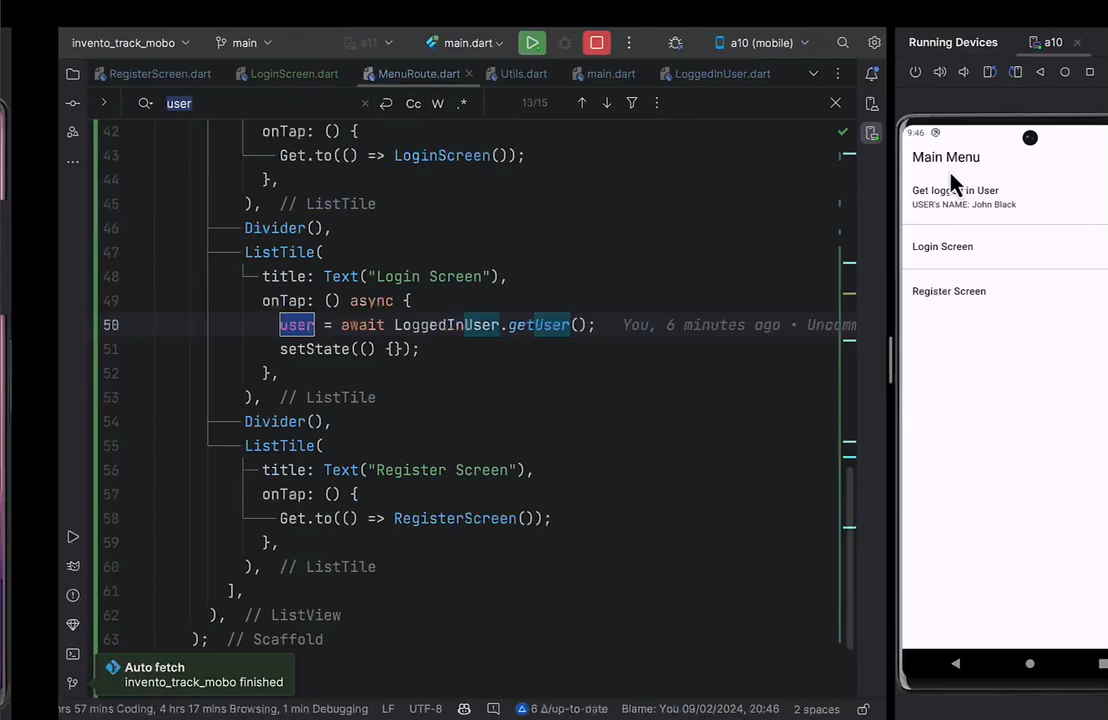 invento_track_mobo
main
a11
main.dart
a10 (mobile)
Running Devices
a10
RegisterScreen.dart
LoginScreen.dart
MenuRoute.dart
Utils.dart
main.dart
LoggedInUser.dart
user
Cc
W
.*
13/15
42 onTap: () {
43 Get.to(() => LoginScreen());
44 },
45 ), // ListTile
46 Divider(),
47 ListTile(
48 title: Text("Login Screen"),
49 onTap: () async {
50 user = await LoggedInUser.getUser(); You, 6 minutes ago • Uncomm
51 setState(() {});
52 },
53 ), // ListTile
54 Divider(),
55 ListTile(
56 title: Text("Register Screen"),
57 onTap: () {
58 Get.to(() => RegisterScreen());
59 },
60 ), // ListTile
61 ],
62 ), // ListView
63 ); // Scaffold
Auto fetch
invento_track_mobo finished
hrs 57 mins Coding, 4 hrs 17 mins Browsing, 1 min Debugging
LF
UTF-8
6 Δ/up-to-date
Blame: You 09/02/2024, 20:46
2 spaces
9:46
Main Menu
Get logged in User
USER's NAME: John Black
Login Screen
Register Screen